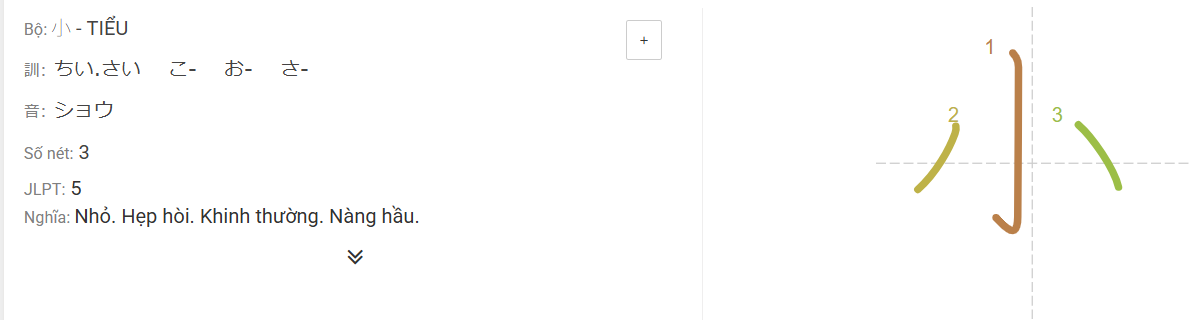 Bộ: 小 - TIỂU
+
訓: ちい.さい こ- お- さ-
音: ショウ
Số nét: 3
JLPT: 5
Nghĩa: Nhỏ. Hẹp hòi. Khinh thường. Nàng hầu.
1
2 3
小